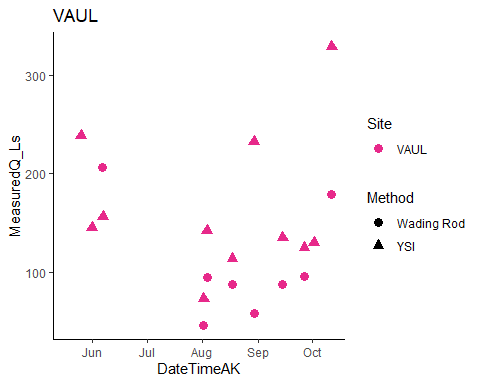 VAUL
300
200
100
MeasuredQ_Ls
Jun Jul Aug Sep Oct
DateTimeAK
Site
VAUL
Method
Wading Rod
YSI